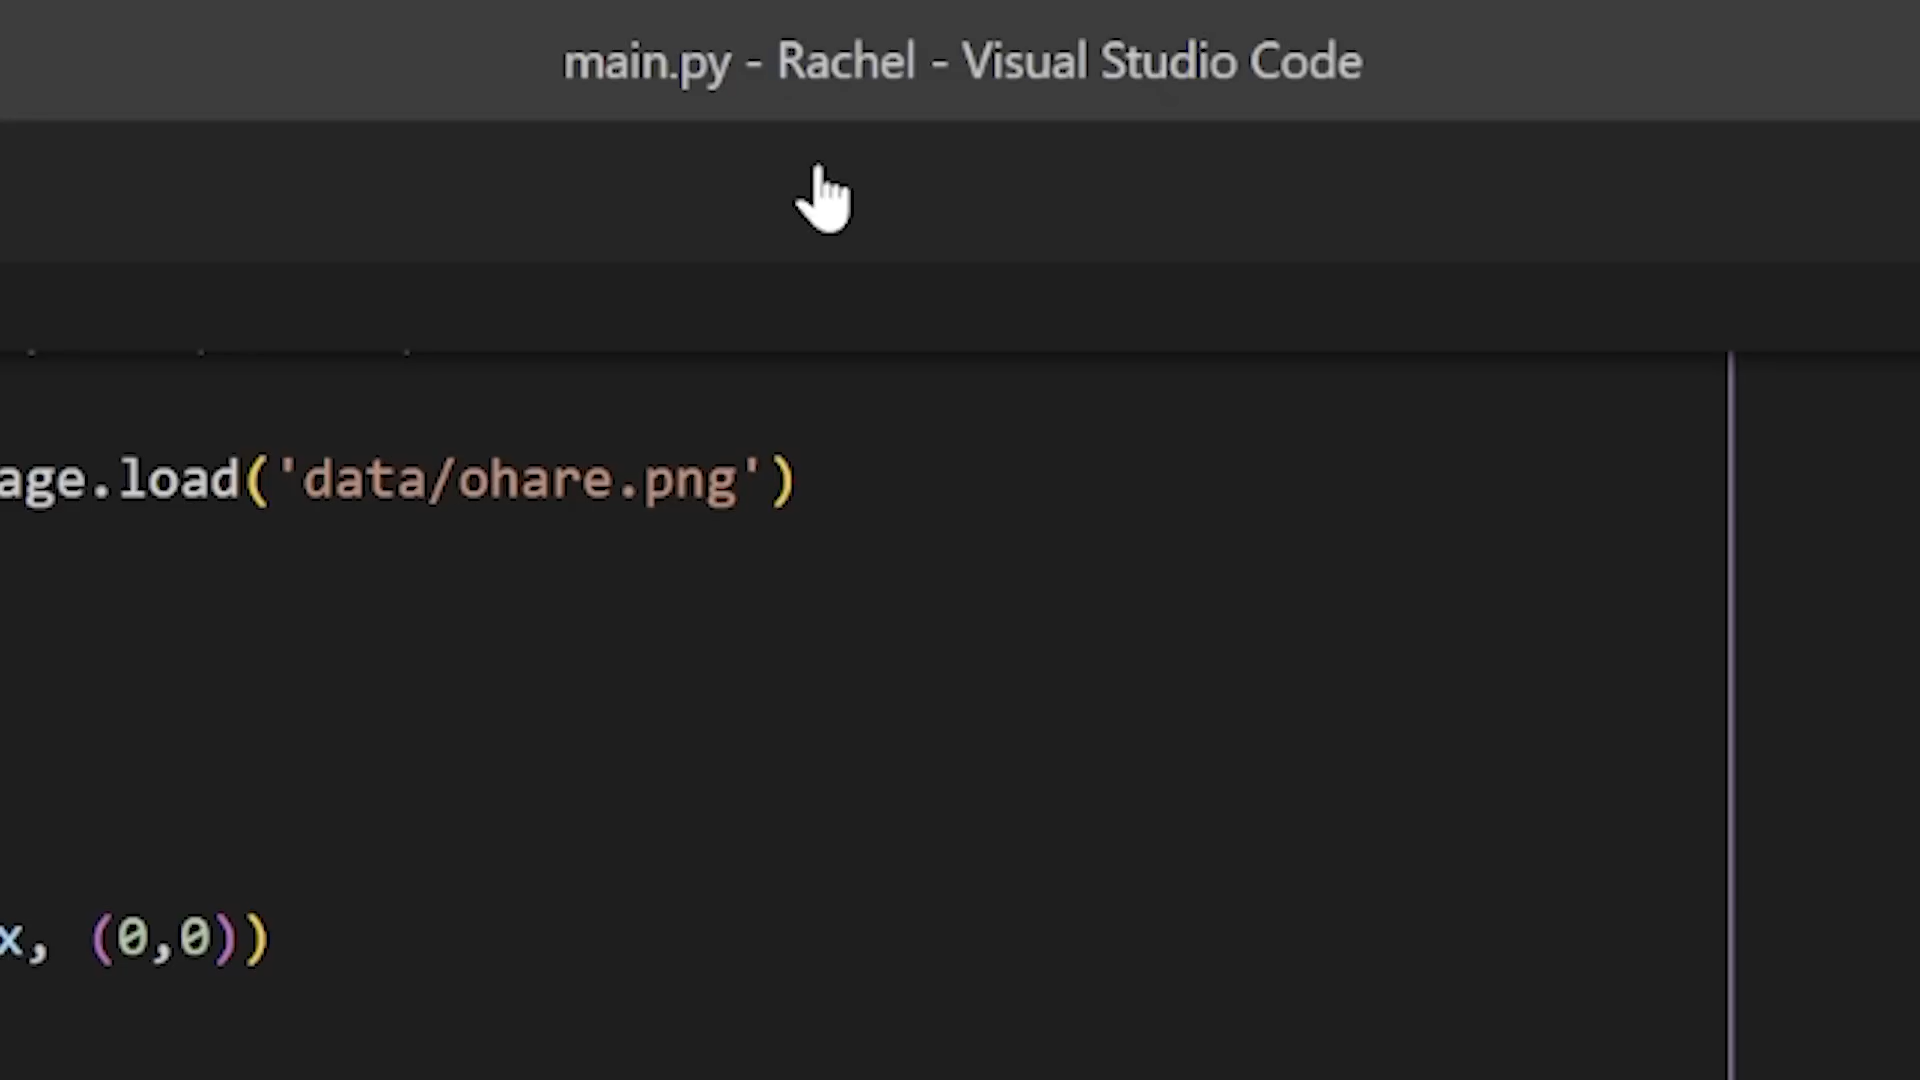 main.py - Rachel - Visual Studio Code
age.load('data/ohare.png')
x, (0,0))